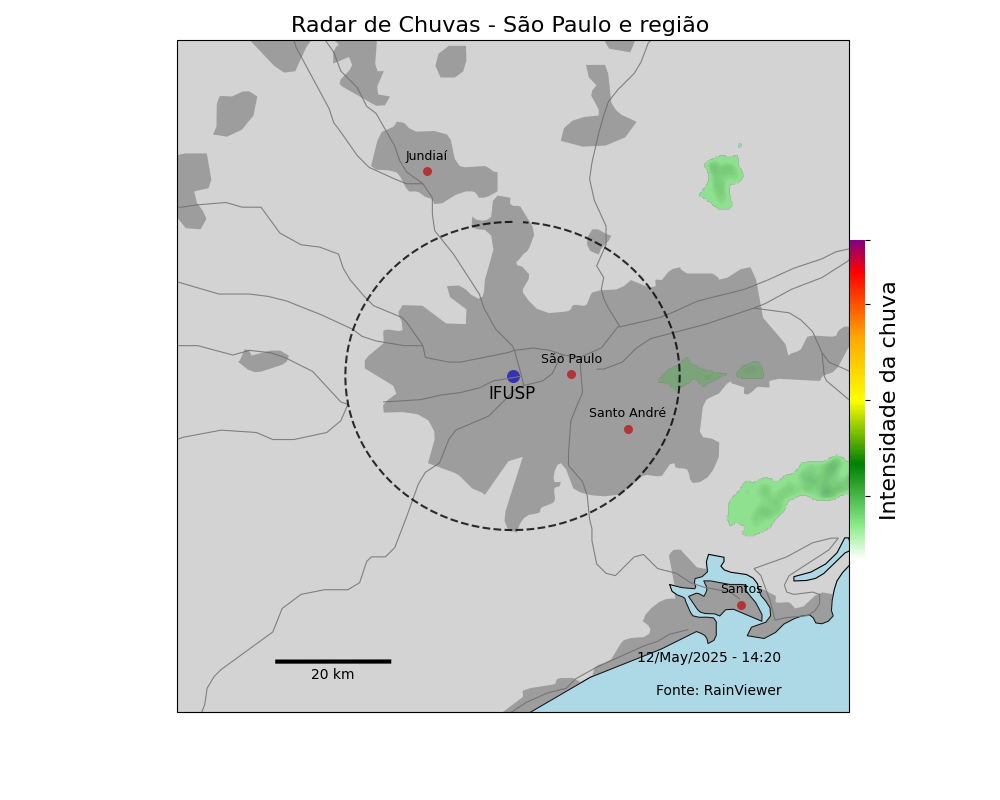 Radar de Chuvas - São Paulo e região
Jundiaí
São Paulo
IFUSP
Santo André
Intensidade da chuva
Santos
12/May/2025 - 14:20
20 km
Fonte: RainViewer